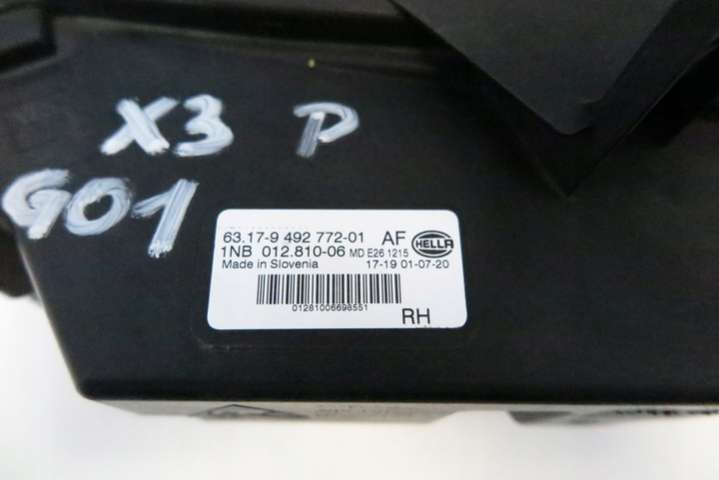 X3 P
G01
63.17-9 492 772-01 AF HELLA
1NB 012.810-06 MD E26 1215
Made in Slovenia 17-19 01-07-20
01281006698551
RH